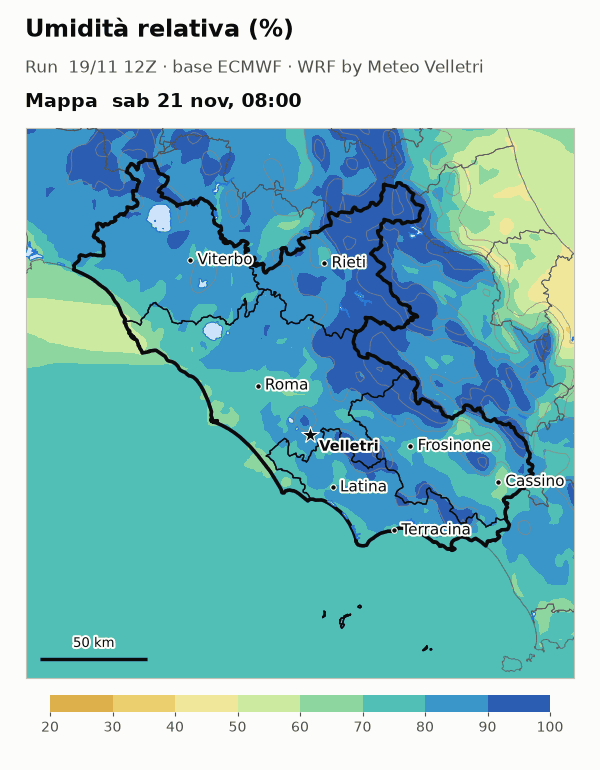 Umidità relativa (%)
Run  19/11 12Z · base ECMWF · WRF by Meteo Velletri
Mappa  sab 21 nov, 08:00
Viterbo
Rieti
Roma
Velletri
Frosinone
Cassino
Latina
Terracina
50 km
20 30 40 50 60 70 80 90 100